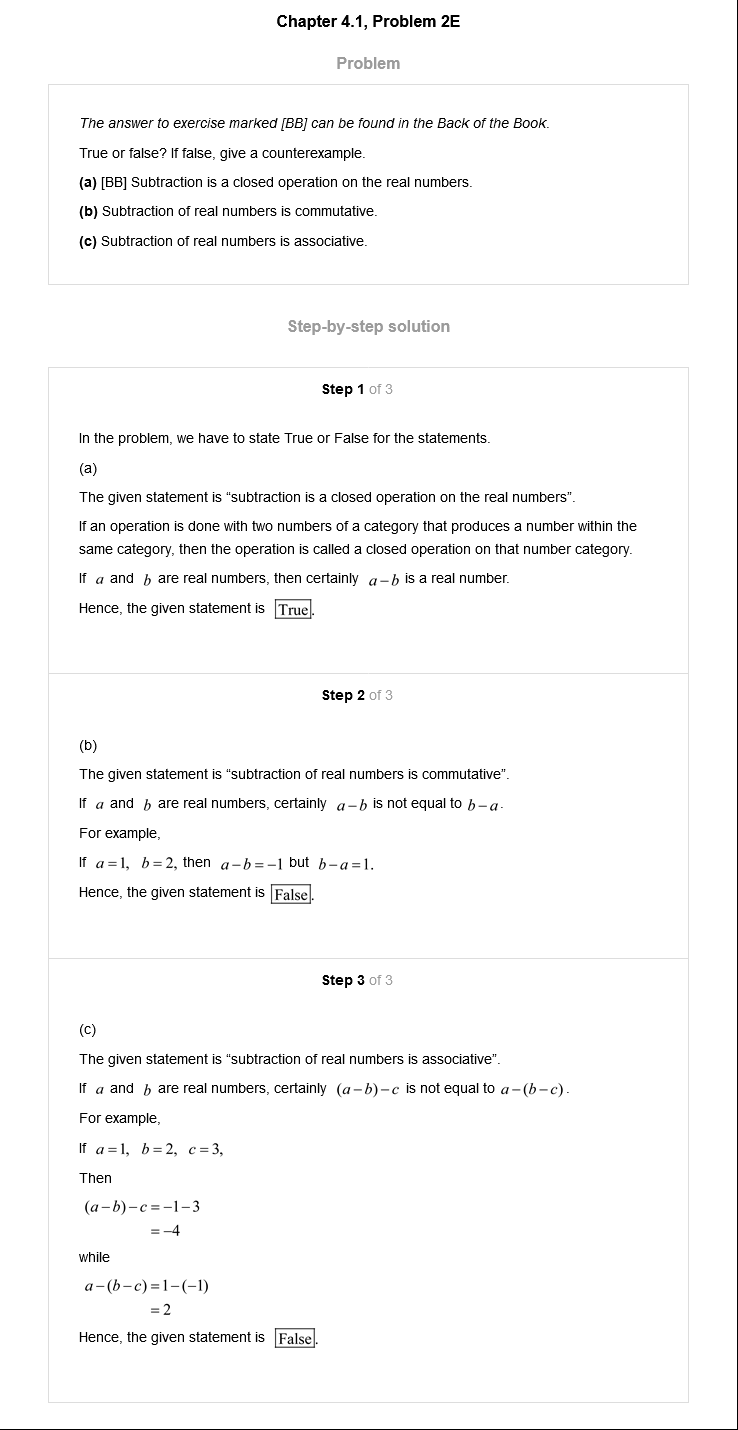 Chapter 4.1, Problem 2E
Problem
The answer to exercise marked [BB] can be found in the Back of the Book.
True or false? If false, give a counterexample.
(a) [BB] Subtraction is a closed operation on the real numbers.
(b) Subtraction of real numbers is commutative.
(c) Subtraction of real numbers is associative.
Step-by-step solution
Step 1 of 3
In the problem, we have to state True or False for the statements.
(a)
The given statement is “subtraction is a closed operation on the real numbers”.
If an operation is done with two numbers of a category that produces a number within the
same category, then the operation is called a closed operation on that number category.
If a and b are real numbers, then certainly a−b is a real number.
Hence, the given statement is True.
Step 2 of 3
(b)
The given statement is “subtraction of real numbers is commutative”.
If a and b are real numbers, certainly a−b is not equal to b−a.
For example,
If a=1, b=2, then a−b=−1 but b−a=1.
Hence, the given statement is False.
Step 3 of 3
(c)
The given statement is “subtraction of real numbers is associative”.
If a and b are real numbers, certainly (a−b)−c is not equal to a−(b−c).
For example,
If a=1, b=2, c=3,
Then
(a−b)−c=−1−3
=−4
while
a−(b−c)=1−(−1)
=2
Hence, the given statement is False.